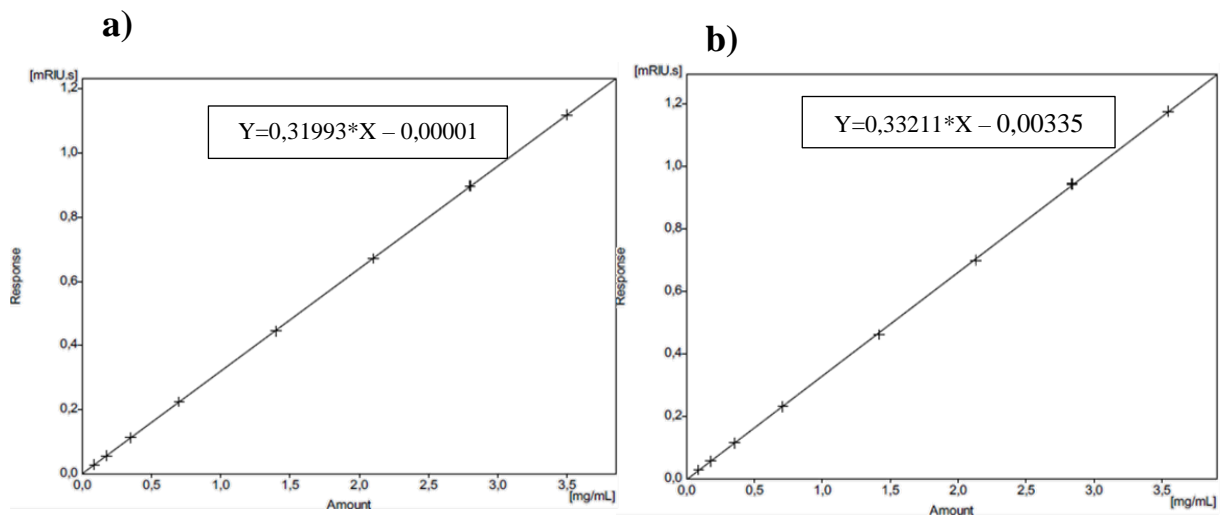 a)
[mRIU.s]
1,2
1,0
0,8
0,6
0,4
0,2
0,0
Response
Y=0,31993*X – 0,00001
0,0 0,5 1,0 1,5 2,0 2,5 3,0 3,5
Amount
[mg/mL]
b)
[mRIU.s]
1,2
1,0
0,8
0,6
0,4
0,2
0,0
Response
Y=0,33211*X – 0,00335
0,0 0,5 1,0 1,5 2,0 2,5 3,0 3,5
Amount
[mg/mL]